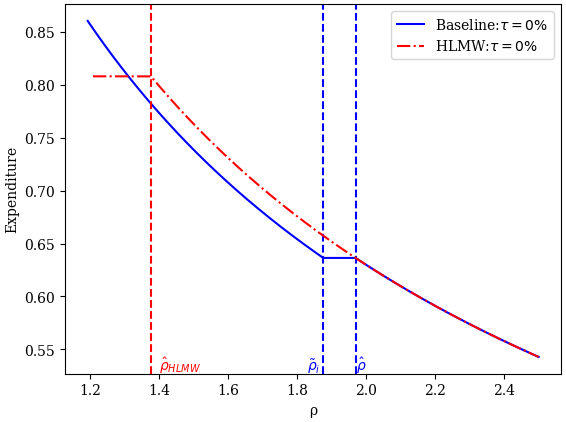 Baseline:τ = 0%
HLMW:τ = 0%
Expenditure
0.85
0.80
0.75
0.70
0.65
0.60
0.55
ρ̂_{HLMW}
ρ̃_i
ρ̂
1.2 1.4 1.6 1.8 2.0 2.2 2.4
ρ